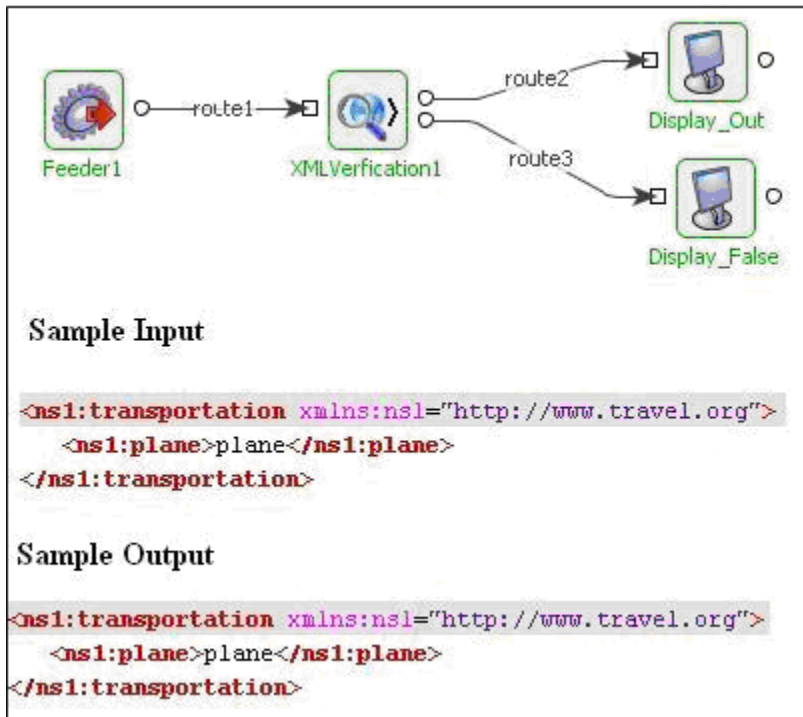 route2
route1
route3
Feeder1
XMLVerfication1
Display_Out
Display_False
Sample Input
<ns1:transportation xmlns:nsl="http://www.travel.org">
<ns1:plane>plane</ns1:plane>
</ns1:transportation>
Sample Output
<ns1:transportation xmlns:nsl="http://www.travel.org">
<ns1:plane>plane</ns1:plane>
</ns1:transportation>